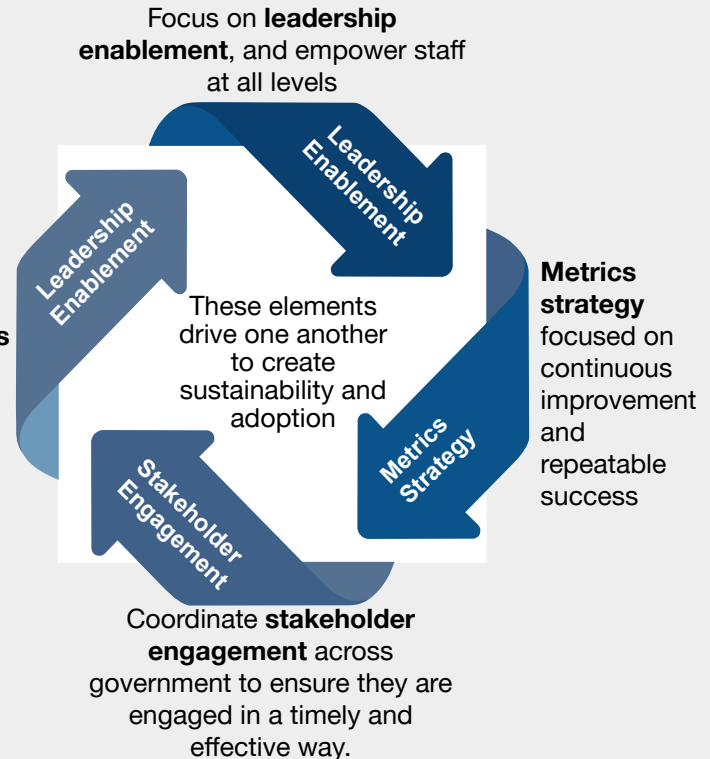 Focus on leadership
enablement, and empower staff
at all levels
Leadership
Enablement
Leadership
Enablement
s
These elements
drive one another
to create
sustainability and
adoption
Metrics
strategy
focused on
continuous
improvement
and
repeatable
success
Metrics
Strategy
Stakeholder
Engagement
Coordinate stakeholder
engagement across
government to ensure they are
engaged in a timely and
effective way.